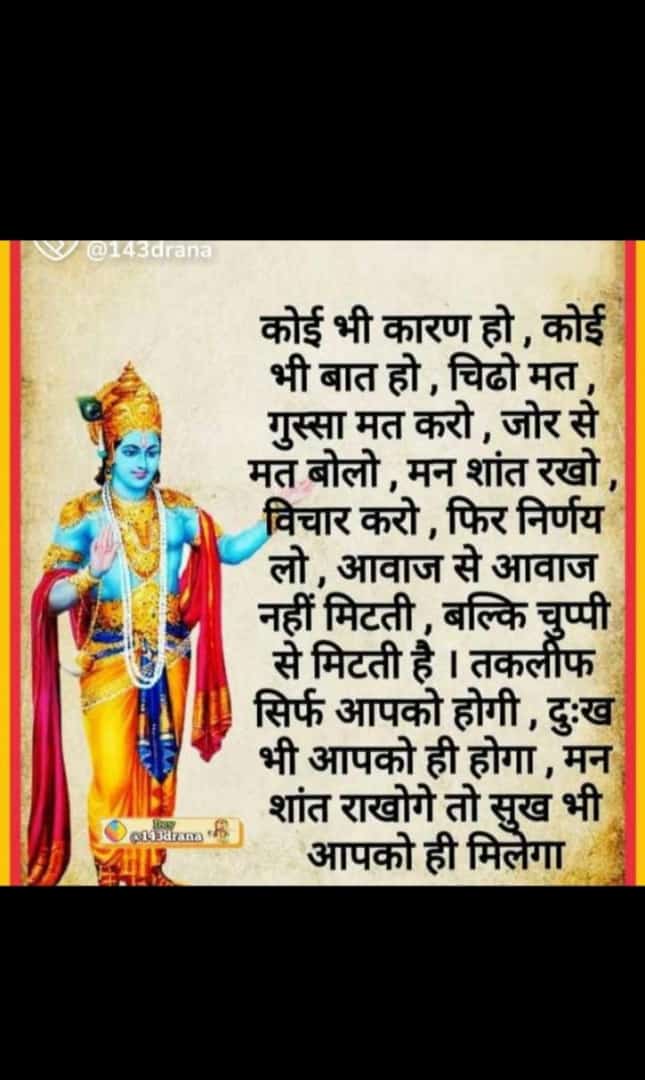 @143drana
कोई भी कारण हो , कोई
भी बात हो , चिढो मत ,
गुस्सा मत करो , जोर से
मत बोलो , मन शांत रखो ,
विचार करो , फिर निर्णय
लो , आवाज से आवाज
नहीं मिटती , बल्कि चुप्पी
से मिटती है । तकलीफ
सिर्फ आपको होगी , दुःख
भी आपको ही होगा , मन
शांत राखोगे तो सुख भी
आपको ही मिलेगा
@143drana